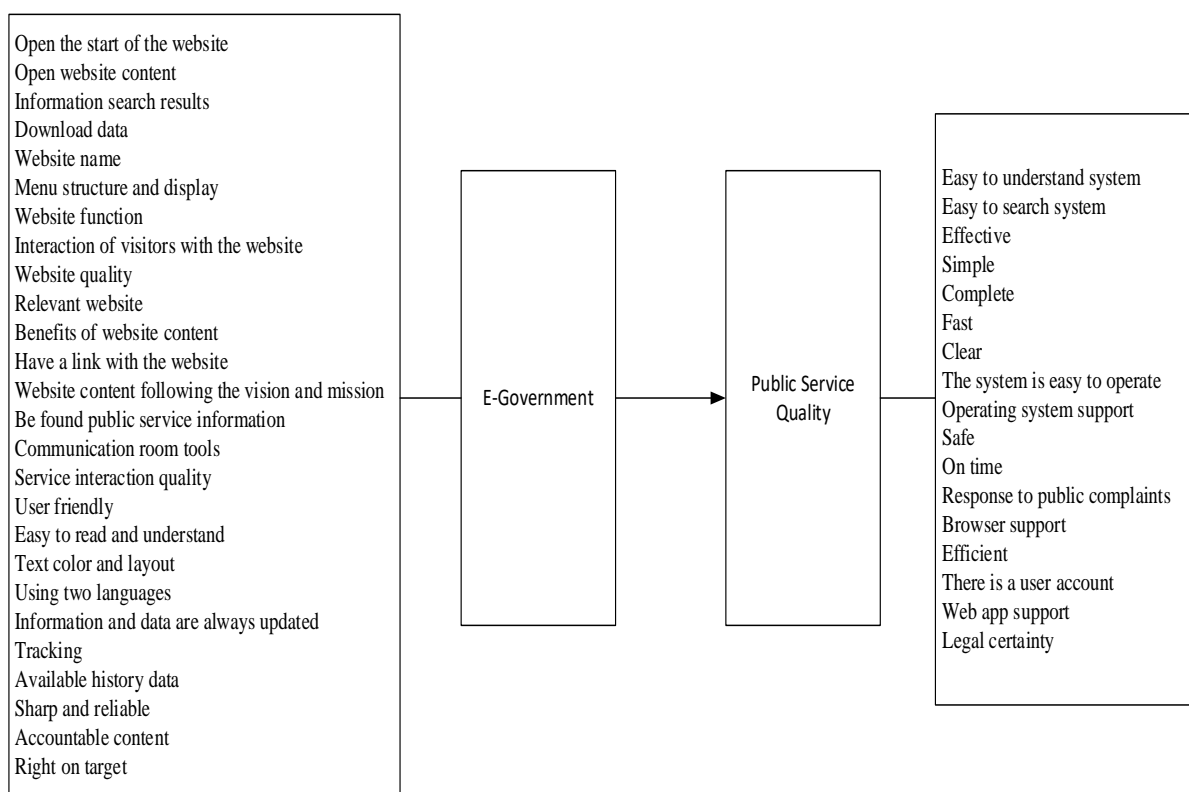 Open the start of the website
Open website content
Information search results
Download data
Website name
Menu structure and display
Website function
Interaction of visitors with the website
Website quality
Relevant website
Benefits of website content
Have a link with the website
Website content following the vision and mission
Be found public service information
Communication room tools
Service interaction quality
User friendly
Easy to read and understand
Text color and layout
Using two languages
Information and data are always updated
Tracking
Available history data
Sharp and reliable
Accountable content
Right on target
E-Government
Public Service
Quality
Easy to understand system
Easy to search system
Effective
Simple
Complete
Fast
Clear
The system is easy to operate
Operating system support
Safe
On time
Response to public complaints
Browser support
Efficient
There is a user account
Web app support
Legal certainty